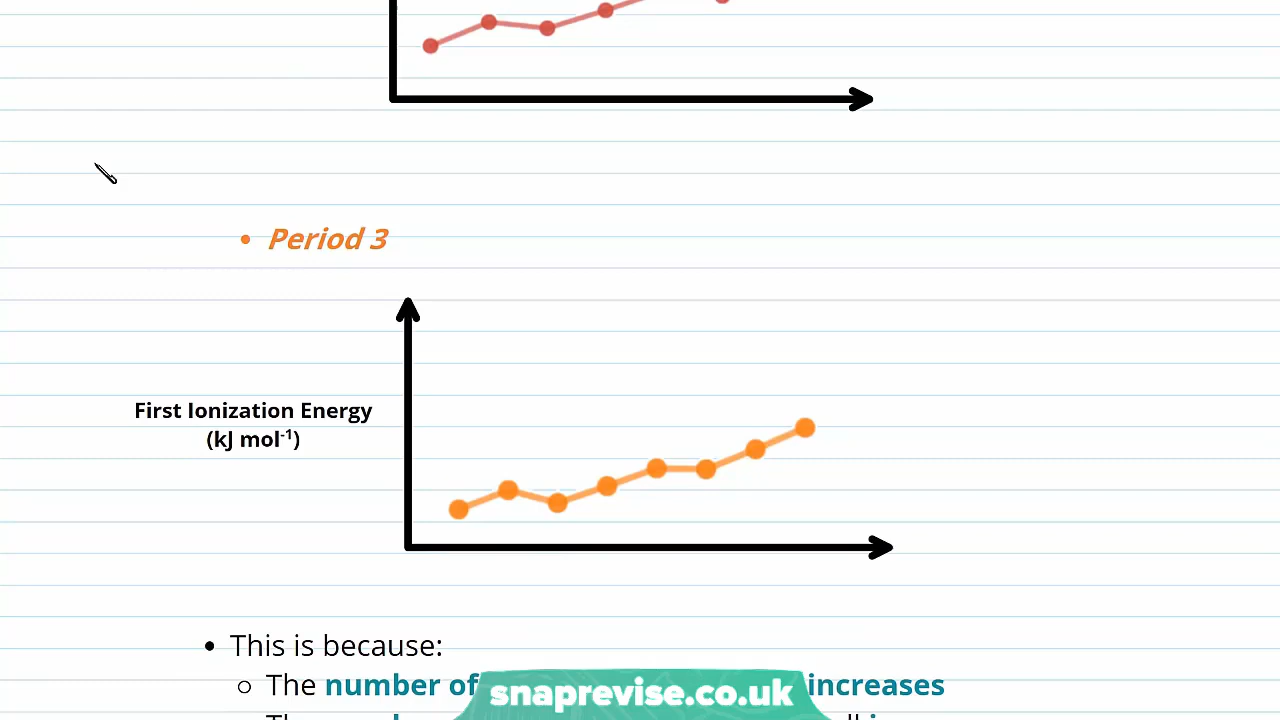 Period 3
First Ionization Energy
(kJ mol⁻¹)
This is because:
The number of increases
snaprevise.co.uk